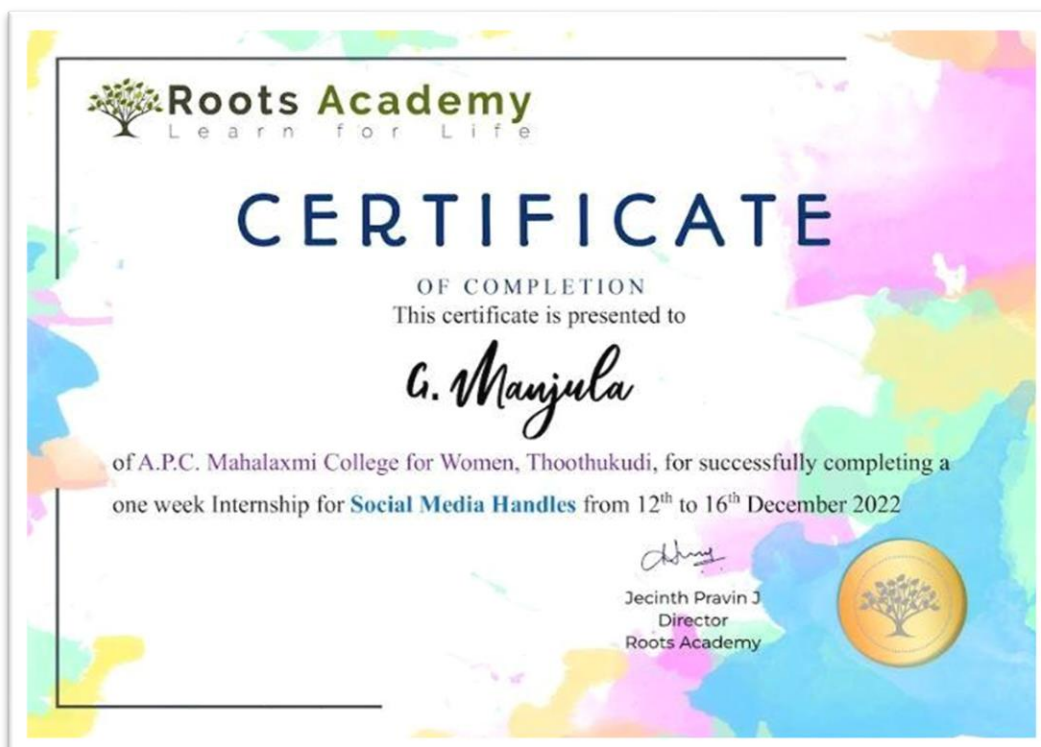 Roots Academy
Learn for Life
CERTIFICATE
OF COMPLETION
This certificate is presented to
G. Manjula
of A.P.C. Mahalaxmi College for Women, Thoothukudi, for successfully completing a
one week Internship for Social Media Handles from 12th to 16th December 2022
Jecinth Pravin J
Director
Roots Academy